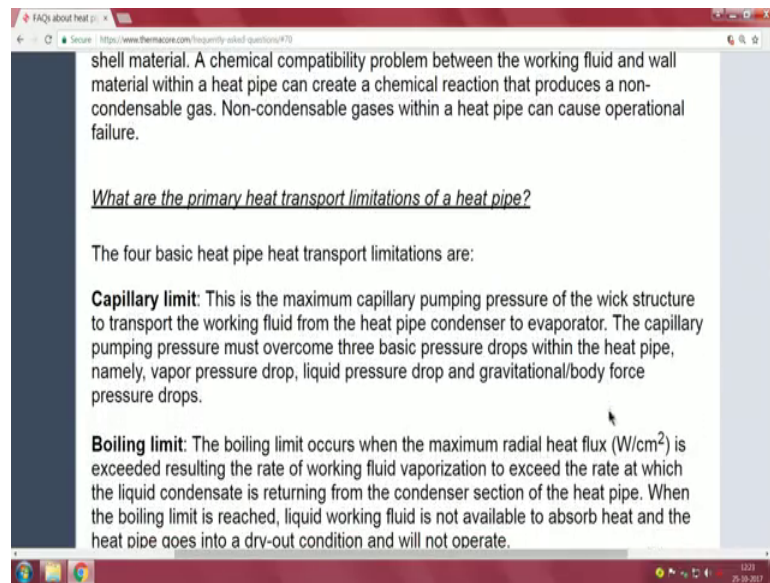 FAQs about heat p
Secure https://www.thermacore.com/frequently-asked-questions/#70
shell material. A chemical compatibility problem between the working fluid and wall
material within a heat pipe can create a chemical reaction that produces a non-
condensable gas. Non-condensable gases within a heat pipe can cause operational
failure.
What are the primary heat transport limitations of a heat pipe?
The four basic heat pipe heat transport limitations are:
Capillary limit: This is the maximum capillary pumping pressure of the wick structure
to transport the working fluid from the heat pipe condenser to evaporator. The capillary
pumping pressure must overcome three basic pressure drops within the heat pipe,
namely, vapor pressure drop, liquid pressure drop and gravitational/body force
pressure drops.
Boiling limit: The boiling limit occurs when the maximum radial heat flux (W/cm²) is
exceeded resulting the rate of working fluid vaporization to exceed the rate at which
the liquid condensate is returning from the condenser section of the heat pipe. When
the boiling limit is reached, liquid working fluid is not available to absorb heat and the
heat pipe goes into a dry-out condition and will not operate.
12:21
25-10-2017